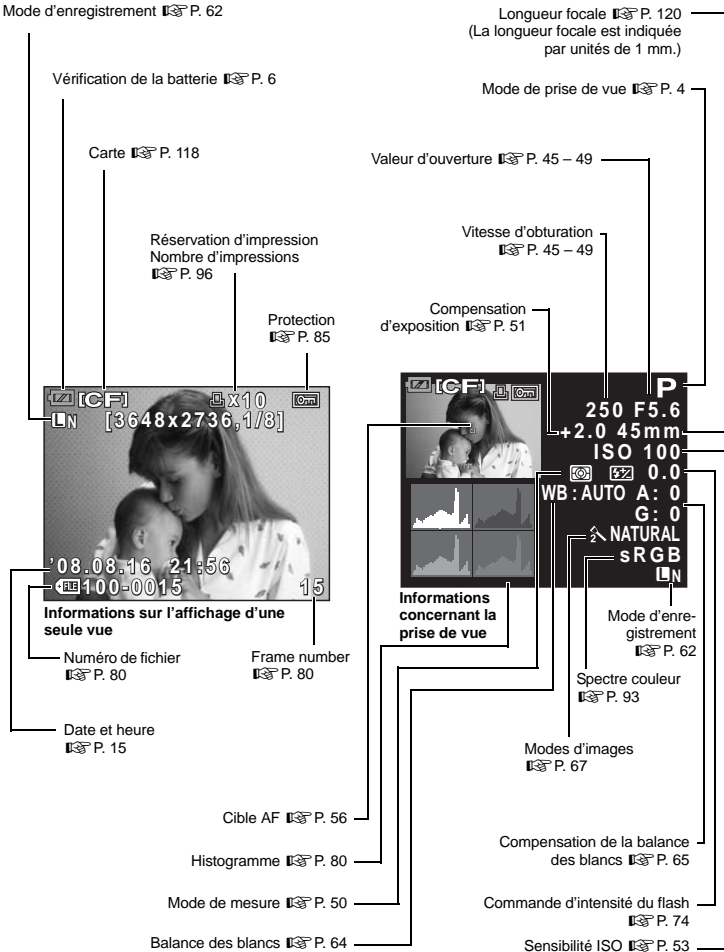 Mode d'enregistrement ☞ P. 62
Longueur focale ☞ P. 120
(La longueur focale est indiquée
par unités de 1 mm.)
Vérification de la batterie ☞ P. 6
Mode de prise de vue ☞ P. 4
Carte ☞ P. 118
Valeur d'ouverture ☞ P. 45 – 49
Réservation d'impression
Nombre d'impressions
☞ P. 96
Vitesse d'obturation
☞ P. 45 – 49
Protection
☞ P. 85
Compensation
d'exposition ☞ P. 51
[CF] x10
LN [3648x2736,1/8]
'08.08.16 21:56
FILE 100-0015 15
[CF]
P
250 F5.6
+2.0 45mm
ISO 100
0.0
WB : AUTO A: 0
G: 0
2 NATURAL
sRGB
LN
Informations sur l'affichage d'une
seule vue
Informations
concernant la
prise de vue
Numéro de fichier
☞ P. 80
Frame number
☞ P. 80
Mode d'enre-
gistrement
☞ P. 62
Spectre couleur
☞ P. 93
Date et heure
☞ P. 15
Modes d'images
☞ P. 67
Cible AF ☞ P. 56
Histogramme ☞ P. 80
Compensation de la balance
des blancs ☞ P. 65
Mode de mesure ☞ P. 50
Commande d'intensité du flash
☞ P. 74
Balance des blancs ☞ P. 64
Sensibilité ISO ☞ P. 53